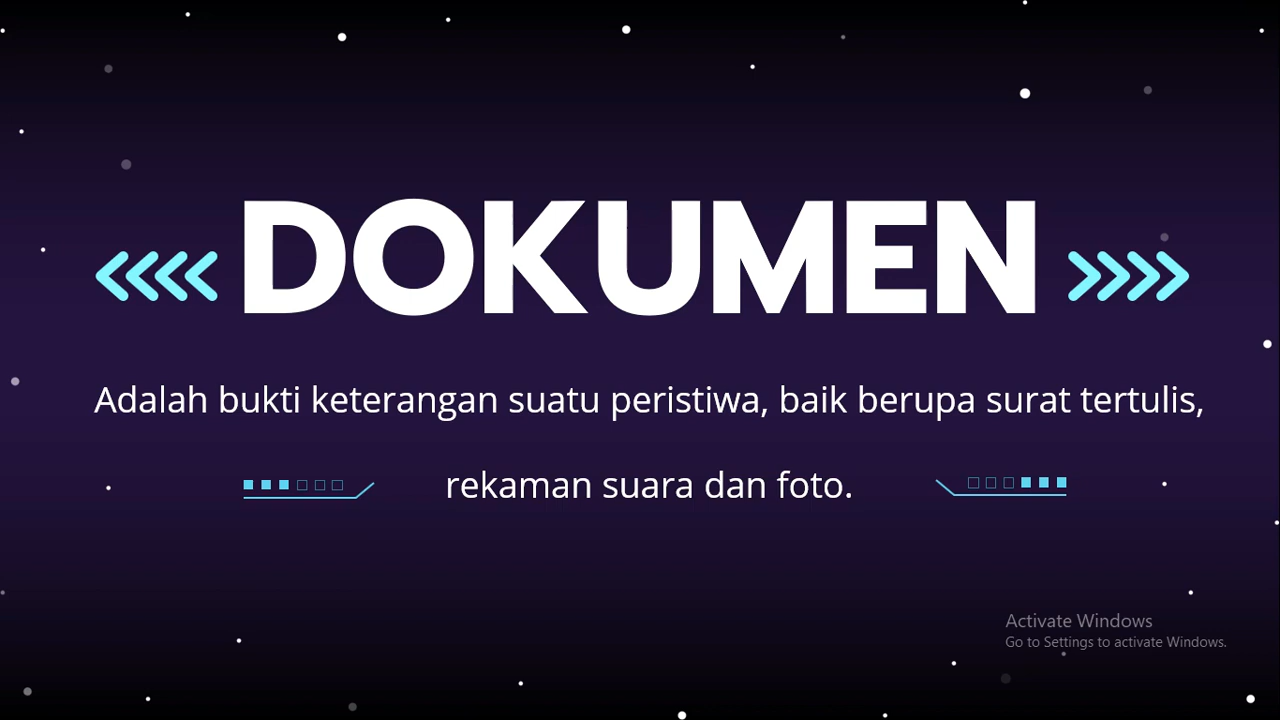 DOKUMEN
Adalah bukti keterangan suatu peristiwa, baik berupa surat tertulis,
rekaman suara dan foto.
Activate Windows
Go to Settings to activate Windows.